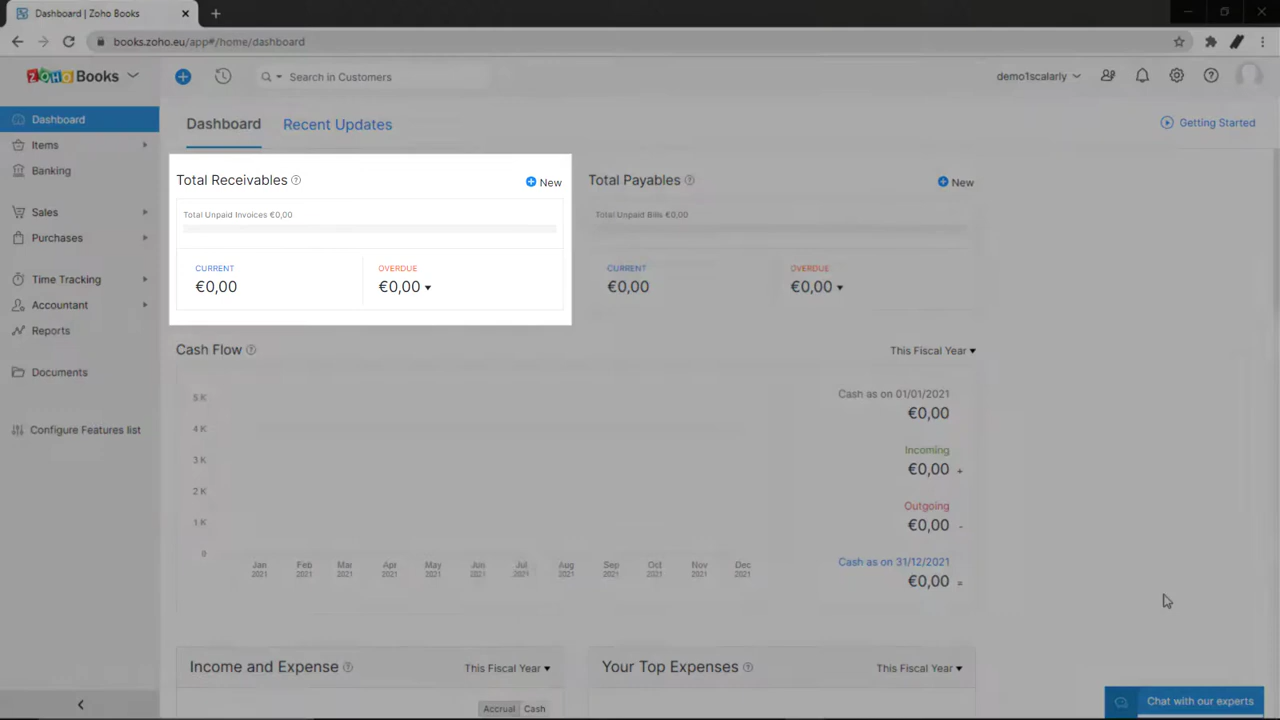 Dashboard | Zoho Books
books.zoho.eu/app#/home/dashboard
ZOHO Books
Search in Customers
demo1scalarly
Dashboard
Items
Banking
Sales
Purchases
Time Tracking
Accountant
Reports
Documents
Configure Features list
Dashboard Recent Updates
Getting Started
Total Receivables
New
Total Unpaid Invoices €0,00
CURRENT
€0,00
OVERDUE
€0,00
Total Payables
New
Total Unpaid Bills €0,00
CURRENT
€0,00
OVERDUE
€0,00
Cash Flow
This Fiscal Year
5 K
4 K
3 K
2 K
1 K
0
Jan Feb Mar Apr May Jun Jul Aug Sep Oct Nov Dec
2021 2021 2021 2021 2021 2021 2021 2021 2021 2021 2021 2021
Cash as on 01/01/2021
€0,00
Incoming
€0,00 +
Outgoing
€0,00 -
Cash as on 31/12/2021
€0,00 =
Income and Expense
This Fiscal Year
Accrual Cash
Your Top Expenses
This Fiscal Year
Chat with our experts